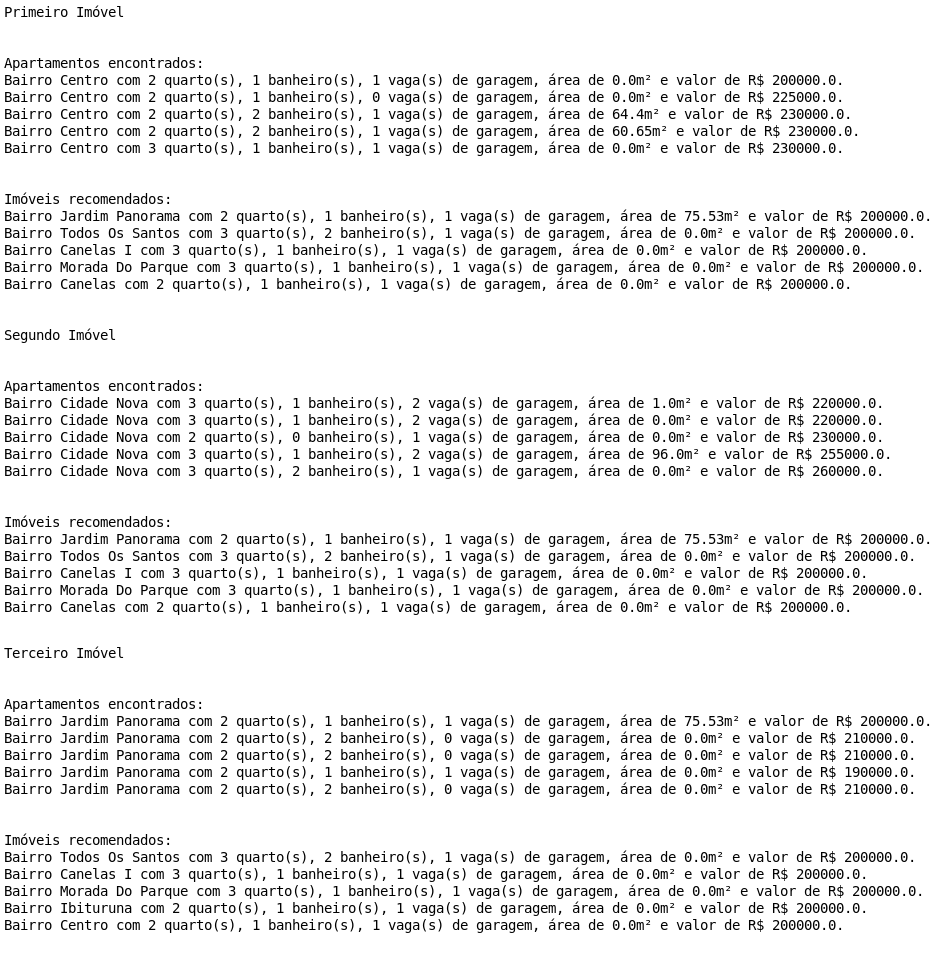 Primeiro Imóvel
Apartamentos encontrados:
Bairro Centro com 2 quarto(s), 1 banheiro(s), 1 vaga(s) de garagem, área de 0.0m² e valor de R$ 200000.0.
Bairro Centro com 2 quarto(s), 1 banheiro(s), 0 vaga(s) de garagem, área de 0.0m² e valor de R$ 225000.0.
Bairro Centro com 2 quarto(s), 2 banheiro(s), 1 vaga(s) de garagem, área de 64.4m² e valor de R$ 230000.0.
Bairro Centro com 2 quarto(s), 2 banheiro(s), 1 vaga(s) de garagem, área de 60.65m² e valor de R$ 230000.0.
Bairro Centro com 3 quarto(s), 1 banheiro(s), 1 vaga(s) de garagem, área de 0.0m² e valor de R$ 230000.0.
Imóveis recomendados:
Bairro Jardim Panorama com 2 quarto(s), 1 banheiro(s), 1 vaga(s) de garagem, área de 75.53m² e valor de R$ 200000.0.
Bairro Todos Os Santos com 3 quarto(s), 2 banheiro(s), 1 vaga(s) de garagem, área de 0.0m² e valor de R$ 200000.0.
Bairro Canelas I com 3 quarto(s), 1 banheiro(s), 1 vaga(s) de garagem, área de 0.0m² e valor de R$ 200000.0.
Bairro Morada Do Parque com 3 quarto(s), 1 banheiro(s), 1 vaga(s) de garagem, área de 0.0m² e valor de R$ 200000.0.
Bairro Canelas com 2 quarto(s), 1 banheiro(s), 1 vaga(s) de garagem, área de 0.0m² e valor de R$ 200000.0.
Segundo Imóvel
Apartamentos encontrados:
Bairro Cidade Nova com 3 quarto(s), 1 banheiro(s), 2 vaga(s) de garagem, área de 1.0m² e valor de R$ 220000.0.
Bairro Cidade Nova com 3 quarto(s), 1 banheiro(s), 2 vaga(s) de garagem, área de 0.0m² e valor de R$ 220000.0.
Bairro Cidade Nova com 2 quarto(s), 0 banheiro(s), 1 vaga(s) de garagem, área de 0.0m² e valor de R$ 230000.0.
Bairro Cidade Nova com 3 quarto(s), 1 banheiro(s), 2 vaga(s) de garagem, área de 96.0m² e valor de R$ 255000.0.
Bairro Cidade Nova com 3 quarto(s), 2 banheiro(s), 1 vaga(s) de garagem, área de 0.0m² e valor de R$ 260000.0.
Imóveis recomendados:
Bairro Jardim Panorama com 2 quarto(s), 1 banheiro(s), 1 vaga(s) de garagem, área de 75.53m² e valor de R$ 200000.0.
Bairro Todos Os Santos com 3 quarto(s), 2 banheiro(s), 1 vaga(s) de garagem, área de 0.0m² e valor de R$ 200000.0.
Bairro Canelas I com 3 quarto(s), 1 banheiro(s), 1 vaga(s) de garagem, área de 0.0m² e valor de R$ 200000.0.
Bairro Morada Do Parque com 3 quarto(s), 1 banheiro(s), 1 vaga(s) de garagem, área de 0.0m² e valor de R$ 200000.0.
Bairro Canelas com 2 quarto(s), 1 banheiro(s), 1 vaga(s) de garagem, área de 0.0m² e valor de R$ 200000.0.
Terceiro Imóvel
Apartamentos encontrados:
Bairro Jardim Panorama com 2 quarto(s), 1 banheiro(s), 1 vaga(s) de garagem, área de 75.53m² e valor de R$ 200000.0.
Bairro Jardim Panorama com 2 quarto(s), 2 banheiro(s), 0 vaga(s) de garagem, área de 0.0m² e valor de R$ 210000.0.
Bairro Jardim Panorama com 2 quarto(s), 2 banheiro(s), 0 vaga(s) de garagem, área de 0.0m² e valor de R$ 210000.0.
Bairro Jardim Panorama com 2 quarto(s), 1 banheiro(s), 1 vaga(s) de garagem, área de 0.0m² e valor de R$ 190000.0.
Bairro Jardim Panorama com 2 quarto(s), 2 banheiro(s), 0 vaga(s) de garagem, área de 0.0m² e valor de R$ 210000.0.
Imóveis recomendados:
Bairro Todos Os Santos com 3 quarto(s), 2 banheiro(s), 1 vaga(s) de garagem, área de 0.0m² e valor de R$ 200000.0.
Bairro Canelas I com 3 quarto(s), 1 banheiro(s), 1 vaga(s) de garagem, área de 0.0m² e valor de R$ 200000.0.
Bairro Morada Do Parque com 3 quarto(s), 1 banheiro(s), 1 vaga(s) de garagem, área de 0.0m² e valor de R$ 200000.0.
Bairro Ibituruna com 2 quarto(s), 1 banheiro(s), 1 vaga(s) de garagem, área de 0.0m² e valor de R$ 200000.0.
Bairro Centro com 2 quarto(s), 1 banheiro(s), 1 vaga(s) de garagem, área de 0.0m² e valor de R$ 200000.0.